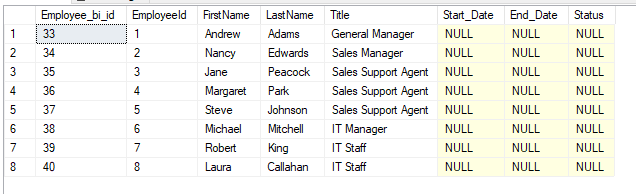 Employee_bi_id EmployeeId FirstName LastName Title Start_Date End_Date Status
1 33 1 Andrew Adams General Manager NULL NULL NULL
2 34 2 Nancy Edwards Sales Manager NULL NULL NULL
3 35 3 Jane Peacock Sales Support Agent NULL NULL NULL
4 36 4 Margaret Park Sales Support Agent NULL NULL NULL
5 37 5 Steve Johnson Sales Support Agent NULL NULL NULL
6 38 6 Michael Mitchell IT Manager NULL NULL NULL
7 39 7 Robert King IT Staff NULL NULL NULL
8 40 8 Laura Callahan IT Staff NULL NULL NULL